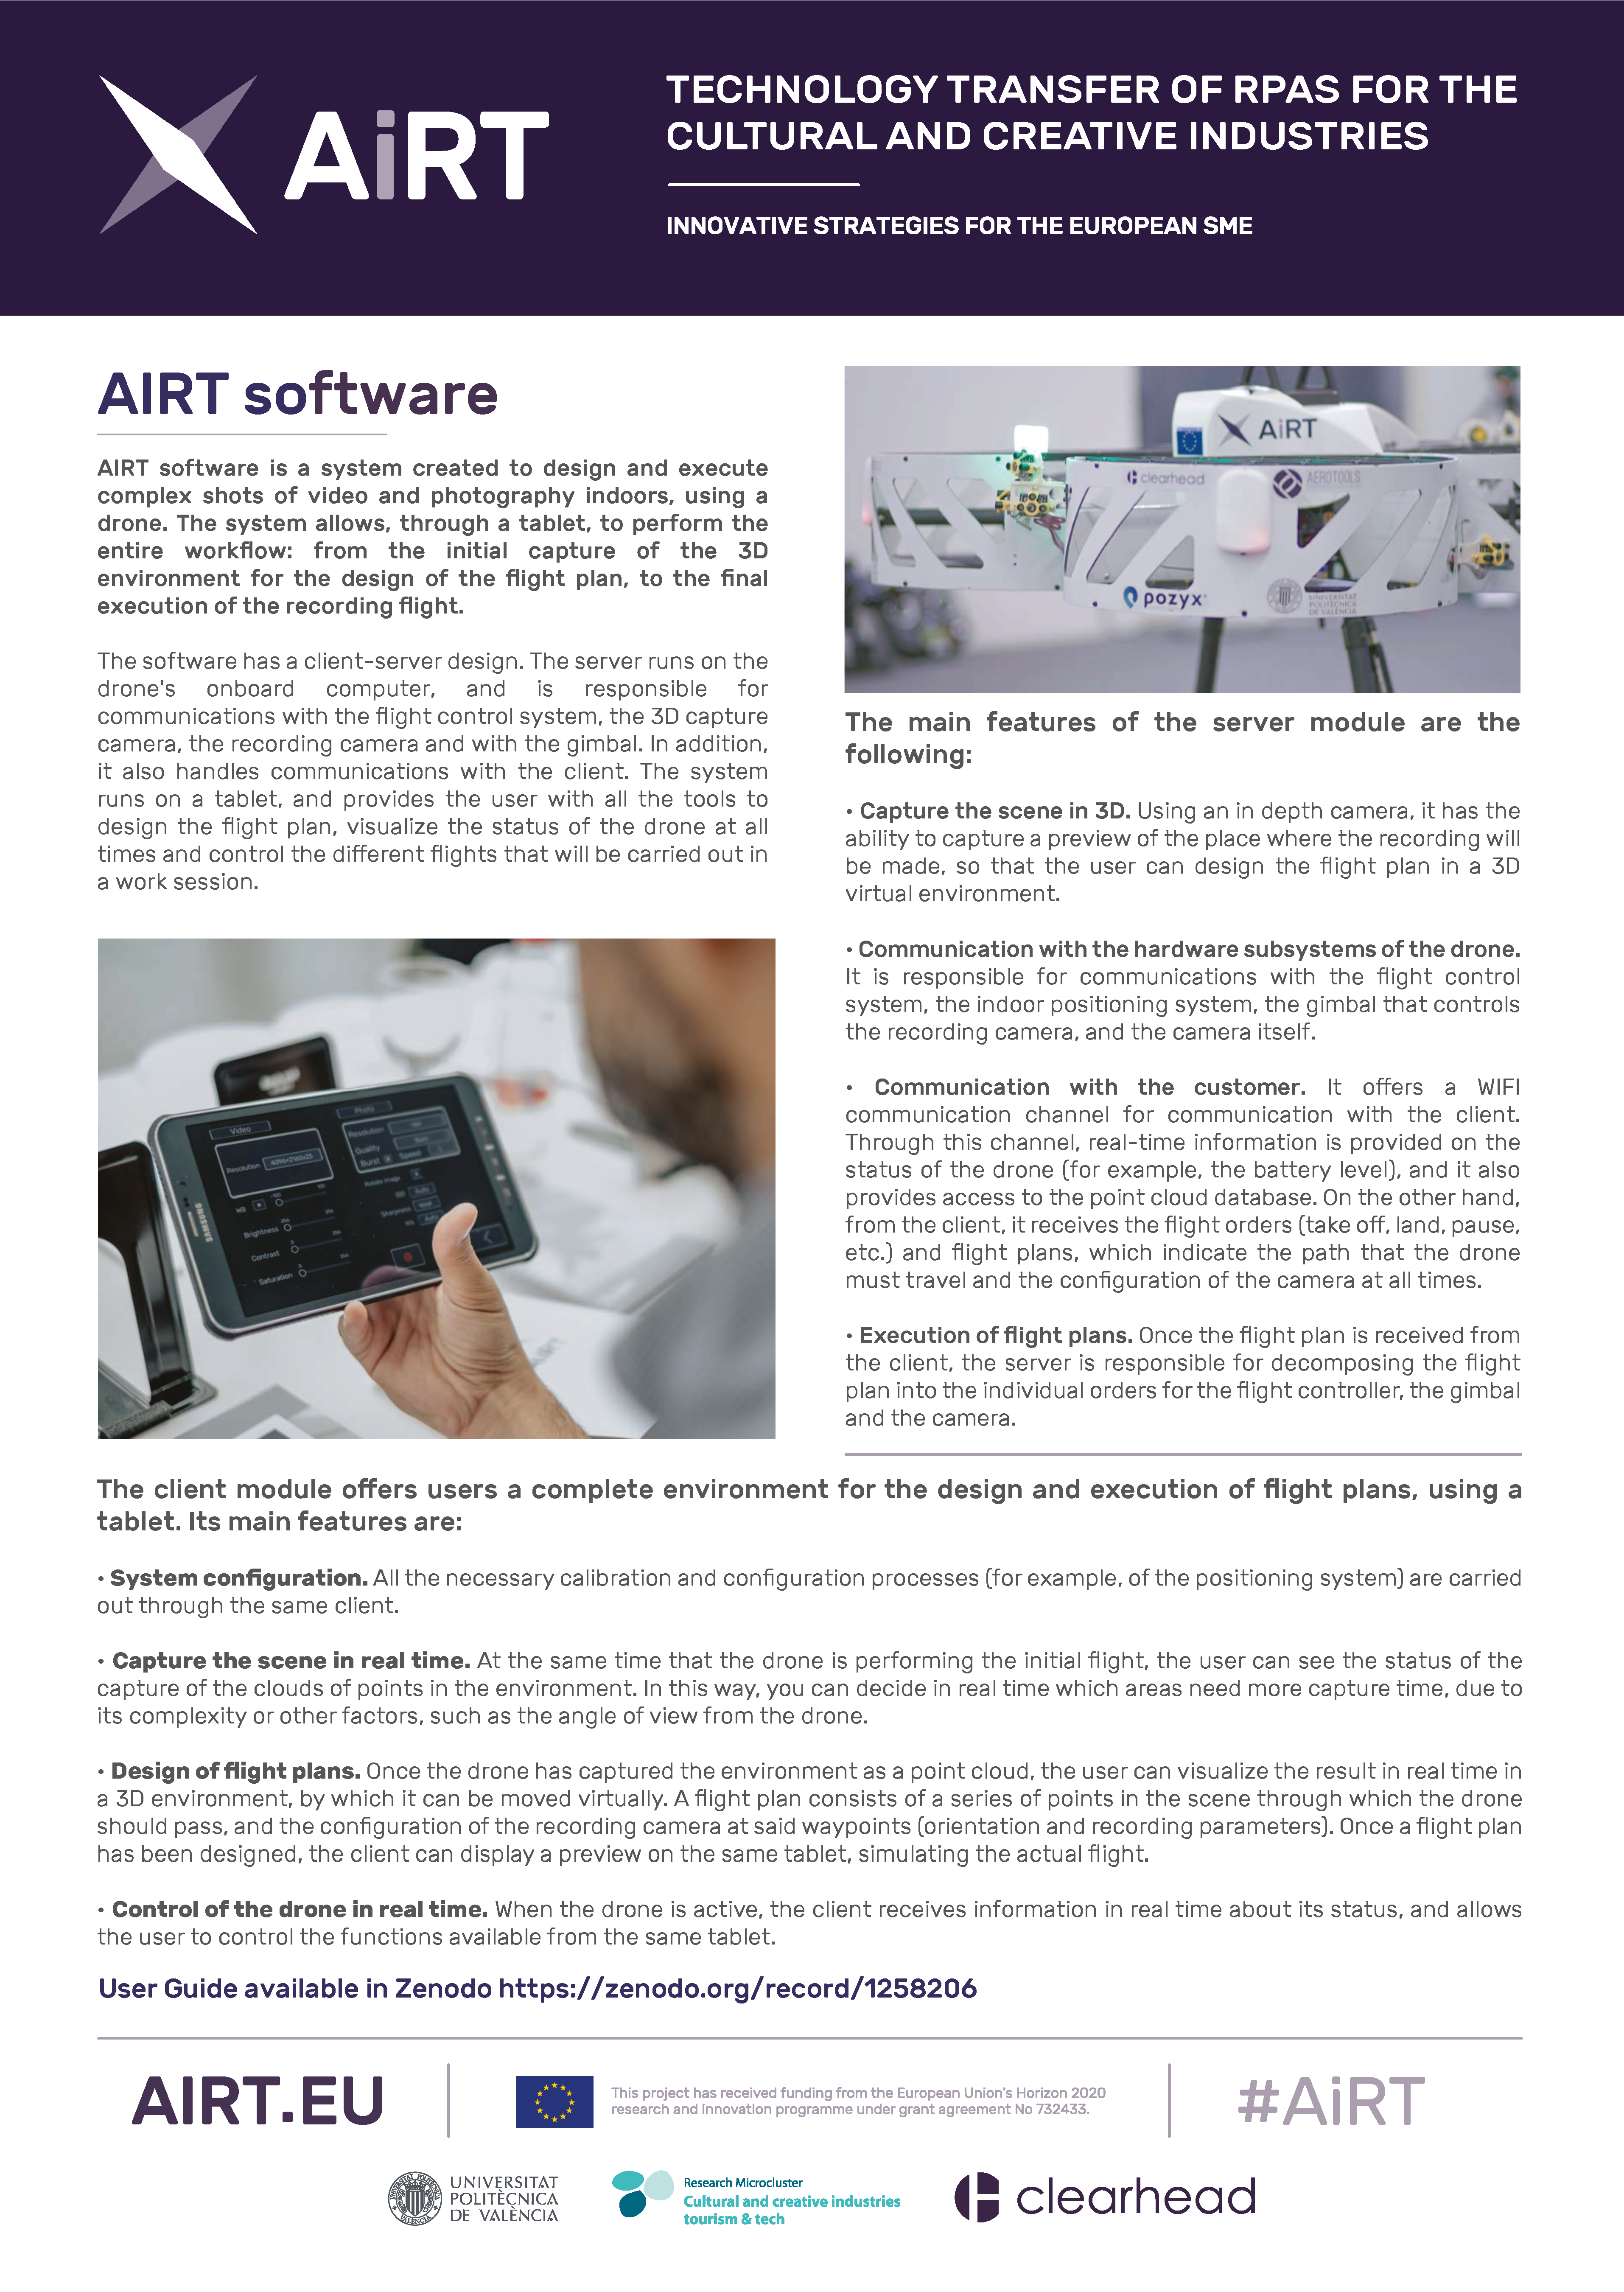 AiRT
TECHNOLOGY TRANSFER OF RPAS FOR THE
CULTURAL AND CREATIVE INDUSTRIES
INNOVATIVE STRATEGIES FOR THE EUROPEAN SME
AIRT software
AIRT software is a system created to design and execute
complex shots of video and photography indoors, using a
drone. The system allows, through a tablet, to perform the
entire workflow: from the initial capture of the 3D
environment for the design of the flight plan, to the final
execution of the recording flight.
The software has a client-server design. The server runs on the
drone's onboard computer, and is responsible for
communications with the flight control system, the 3D capture
camera, the recording camera and with the gimbal. In addition,
it also handles communications with the client. The system
runs on a tablet, and provides the user with all the tools to
design the flight plan, visualize the status of the drone at all
times and control the different flights that will be carried out in
a work session.
Video
Photo
Resolution 4096x2160x25
Resolution
Quality
Burst
Speed
Rotate Image
WB
ISO Auto
Sharpness
Brightness
Contrast
Saturation
SAMSUNG
AiRT
clearhead
AEROTOOLS
pozyx
UNIVERSITAT
POLITÈCNICA
DE VALÈNCIA
The main features of the server module are the
following:
• Capture the scene in 3D. Using an in depth camera, it has the
ability to capture a preview of the place where the recording will
be made, so that the user can design the flight plan in a 3D
virtual environment.
• Communication with the hardware subsystems of the drone.
It is responsible for communications with the flight control
system, the indoor positioning system, the gimbal that controls
the recording camera, and the camera itself.
• Communication with the customer. It offers a WIFI
communication channel for communication with the client.
Through this channel, real-time information is provided on the
status of the drone (for example, the battery level), and it also
provides access to the point cloud database. On the other hand,
from the client, it receives the flight orders (take off, land, pause,
etc.) and flight plans, which indicate the path that the drone
must travel and the configuration of the camera at all times.
• Execution of flight plans. Once the flight plan is received from
the client, the server is responsible for decomposing the flight
plan into the individual orders for the flight controller, the gimbal
and the camera.
The client module offers users a complete environment for the design and execution of flight plans, using a
tablet. Its main features are:
• System configuration. All the necessary calibration and configuration processes (for example, of the positioning system) are carried
out through the same client.
• Capture the scene in real time. At the same time that the drone is performing the initial flight, the user can see the status of the
capture of the clouds of points in the environment. In this way, you can decide in real time which areas need more capture time, due to
its complexity or other factors, such as the angle of view from the drone.
• Design of flight plans. Once the drone has captured the environment as a point cloud, the user can visualize the result in real time in
a 3D environment, by which it can be moved virtually. A flight plan consists of a series of points in the scene through which the drone
should pass, and the configuration of the recording camera at said waypoints (orientation and recording parameters). Once a flight plan
has been designed, the client can display a preview on the same tablet, simulating the actual flight.
• Control of the drone in real time. When the drone is active, the client receives information in real time about its status, and allows
the user to control the functions available from the same tablet.
User Guide available in Zenodo https://zenodo.org/record/1258206
AIRT.EU
This project has received funding from the European Union's Horizon 2020
research and innovation programme under grant agreement No 732433.
#AiRT
UNIVERSITAT
POLITÈCNICA
DE VALÈNCIA
Research Microcluster
Cultural and creative industries
tourism & tech
clearhead